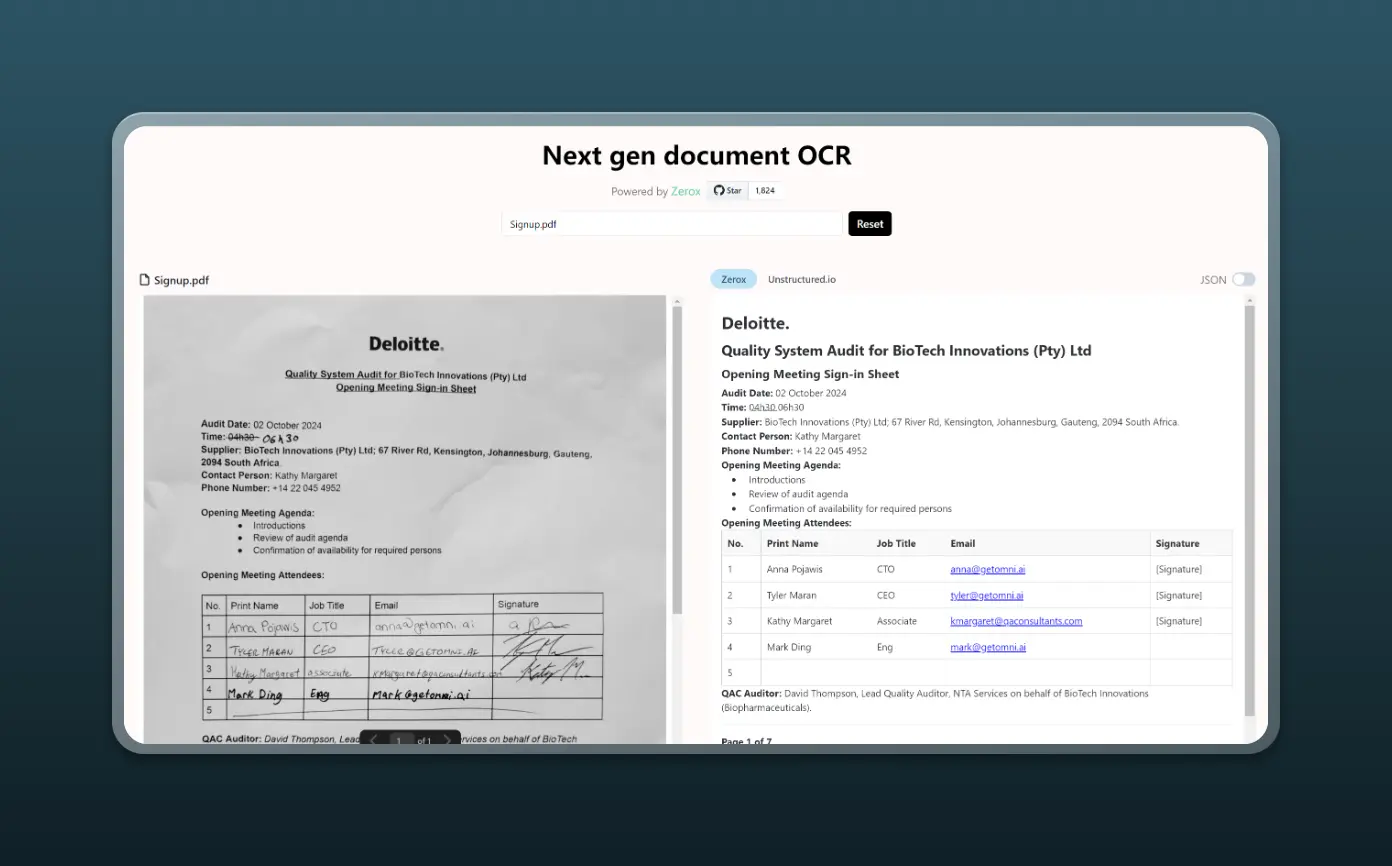 Next gen document OCR
Powered by Zerox Star 1,824
Signup.pdf Reset
Signup.pdf
Deloitte.
Quality System Audit for BioTech Innovations (Pty) Ltd
Opening Meeting Sign-in Sheet
Audit Date: 02 October 2024
Time: 04h30 06h30
Supplier: BioTech Innovations (Pty) Ltd; 67 River Rd, Kensington, Johannesburg, Gauteng,
2094 South Africa.
Contact Person: Kathy Margaret
Phone Number: +14 22 045 4952
Opening Meeting Agenda:
• Introductions
• Review of audit agenda
• Confirmation of availability for required persons
Opening Meeting Attendees:
No. Print Name Job Title Email Signature
1 Anna Pojawis CTO anna@getomni.ai
2 TYLER MARAN CEO TYLER@GETOMNI.AI
3 Kathy Margaret associate kmargaret@qaconsultants.com
4 Mark Ding Eng mark@getomni.ai
5
QAC Auditor: David Thompson, Lead
rvices on behalf of BioTech
1 of 1
Zerox Unstructured.io JSON
Deloitte.
Quality System Audit for BioTech Innovations (Pty) Ltd
Opening Meeting Sign-in Sheet
Audit Date: 02 October 2024
Time: 04h30 06h30
Supplier: BioTech Innovations (Pty) Ltd; 67 River Rd, Kensington, Johannesburg, Gauteng, 2094 South Africa.
Contact Person: Kathy Margaret
Phone Number: +14 22 045 4952
Opening Meeting Agenda:
• Introductions
• Review of audit agenda
• Confirmation of availability for required persons
Opening Meeting Attendees:
No. Print Name Job Title Email Signature
1 Anna Pojawis CTO anna@getomni.ai [Signature]
2 Tyler Maran CEO tyler@getomni.ai [Signature]
3 Kathy Margaret Associate kmargaret@qaconsultants.com [Signature]
4 Mark Ding Eng mark@getomni.ai
5
QAC Auditor: David Thompson, Lead Quality Auditor, NTA Services on behalf of BioTech Innovations
(Biopharmaceuticals).
Page 1 of 7